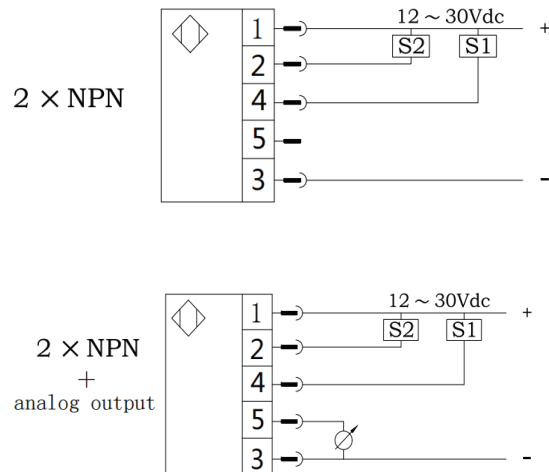 1 12～30Vdc +
S2 S1
2
2 × NPN
4
5
3 -
1 12～30Vdc +
S2 S1
2 × NPN 2
+
analog output 4
5
3 -